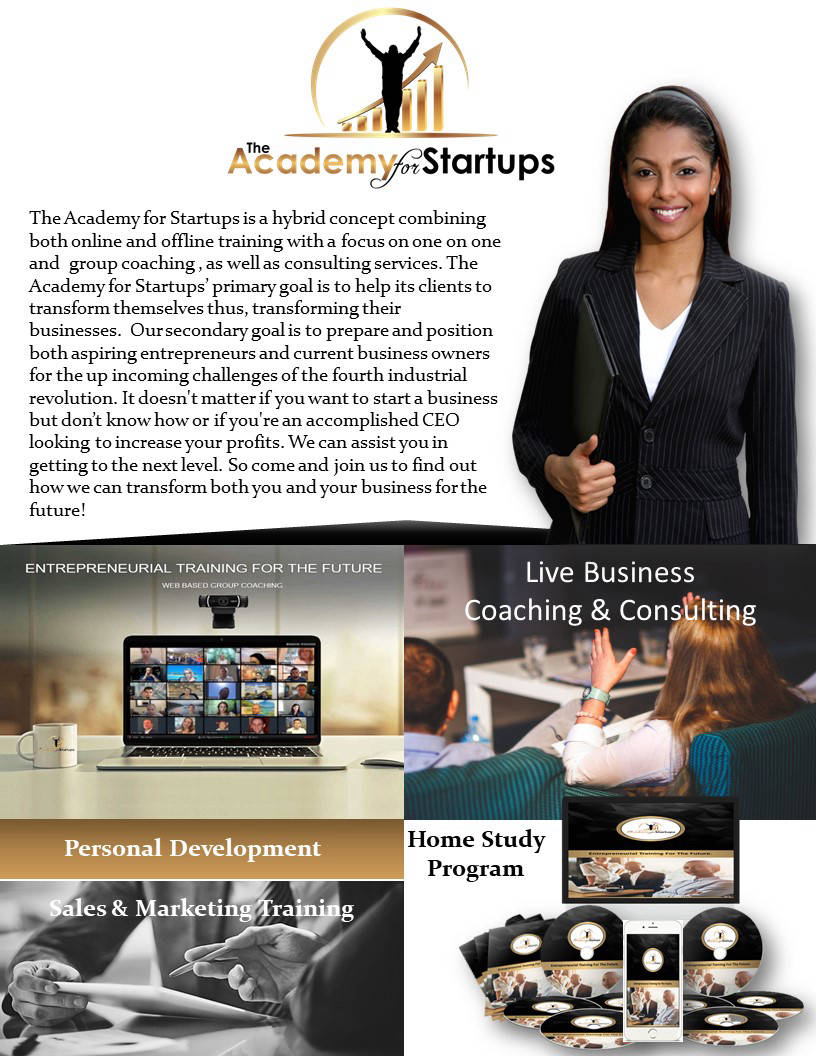 The
Academy for Startups
The Academy for Startups is a hybrid concept combining
both online and offline training with a focus on one on one
and group coaching , as well as consulting services. The
Academy for Startups' primary goal is to help its clients to
transform themselves thus, transforming their
businesses. Our secondary goal is to prepare and position
both aspiring entrepreneurs and current business owners
for the up incoming challenges of the fourth industrial
revolution. It doesn't matter if you want to start a business
but don’t know how or if you're an accomplished CEO
looking to increase your profits. We can assist you in
getting to the next level. So come and join us to find out
how we can transform both you and your business for the
future!
ENTREPRENEURIAL TRAINING FOR THE FUTURE
WEB BASED GROUP COACHING
Live Business
Coaching & Consulting
Personal Development
Home Study
Program
Entrepreneurial Training For The Future.
Sales & Marketing Training